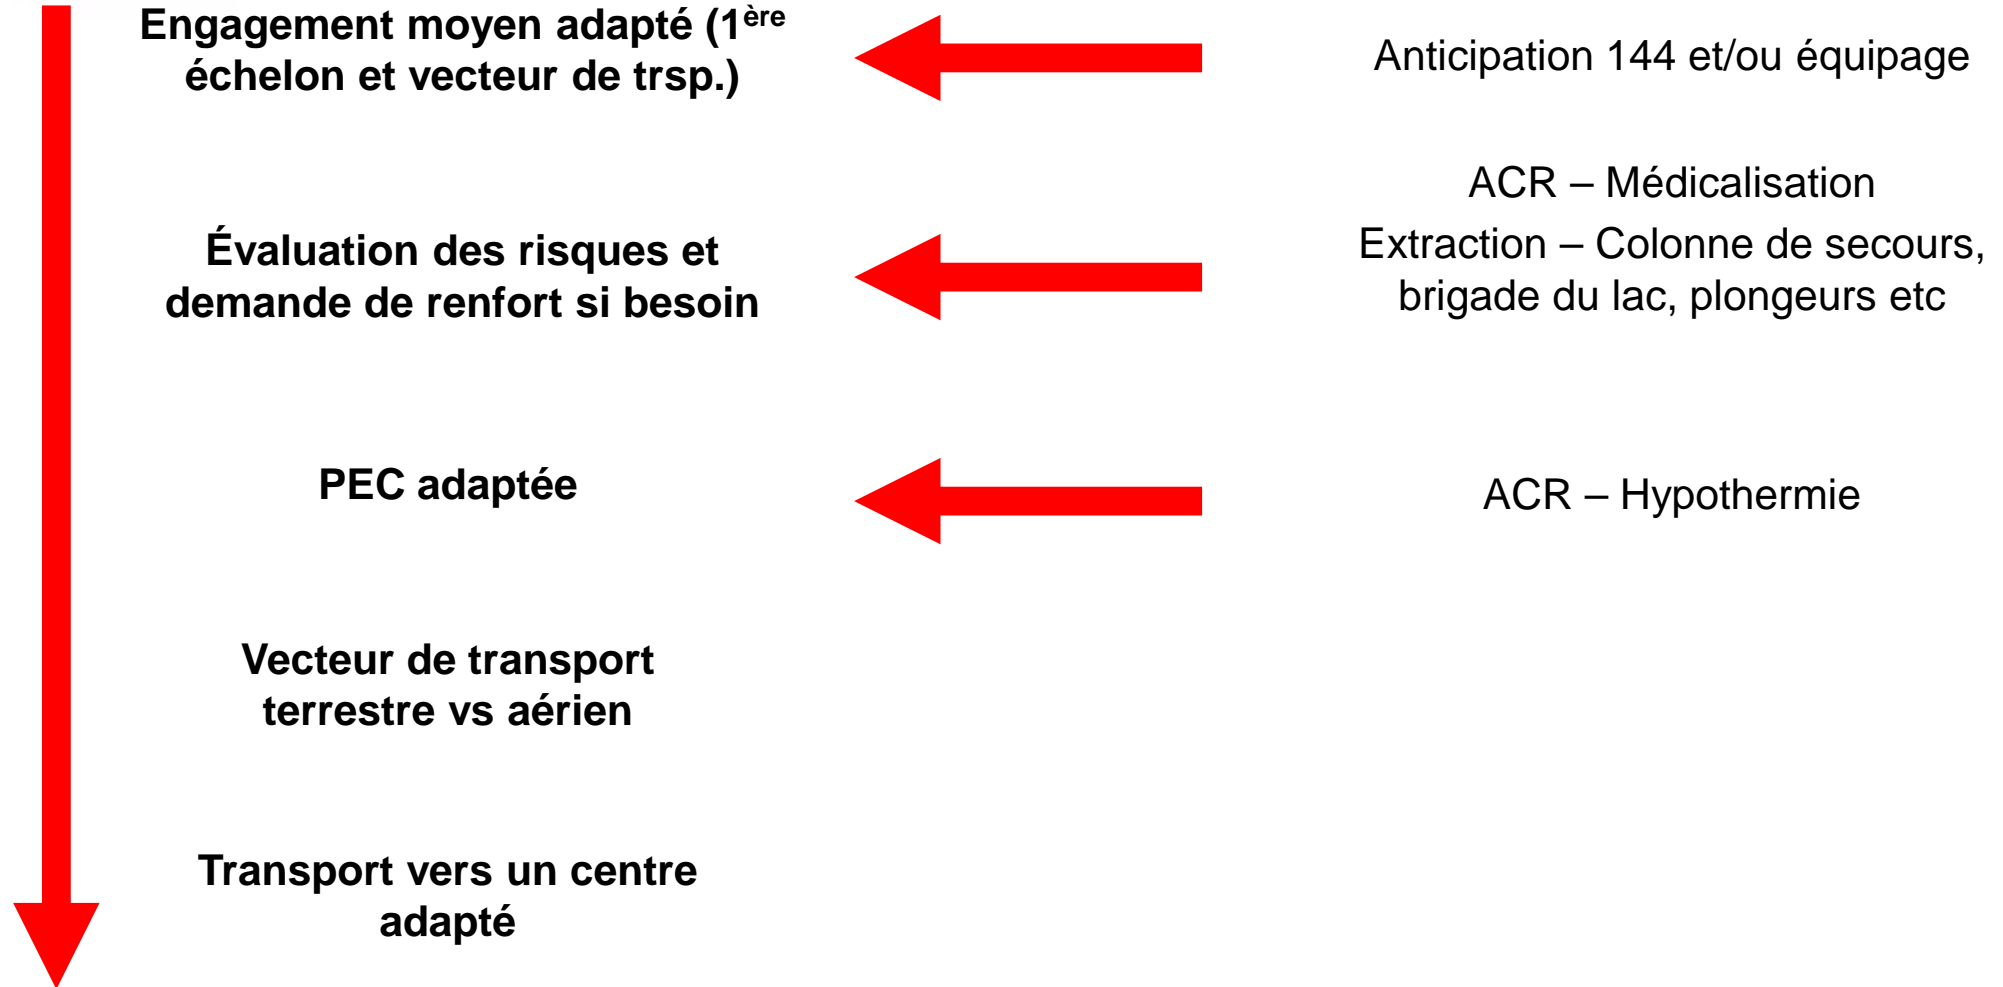 Engagement moyen adapté (1ère
échelon et vecteur de trsp.)
Anticipation 144 et/ou équipage
Évaluation des risques et
demande de renfort si besoin
ACR – Médicalisation
Extraction – Colonne de secours,
brigade du lac, plongeurs etc
PEC adaptée
ACR – Hypothermie
Vecteur de transport
terrestre vs aérien
Transport vers un centre
adapté